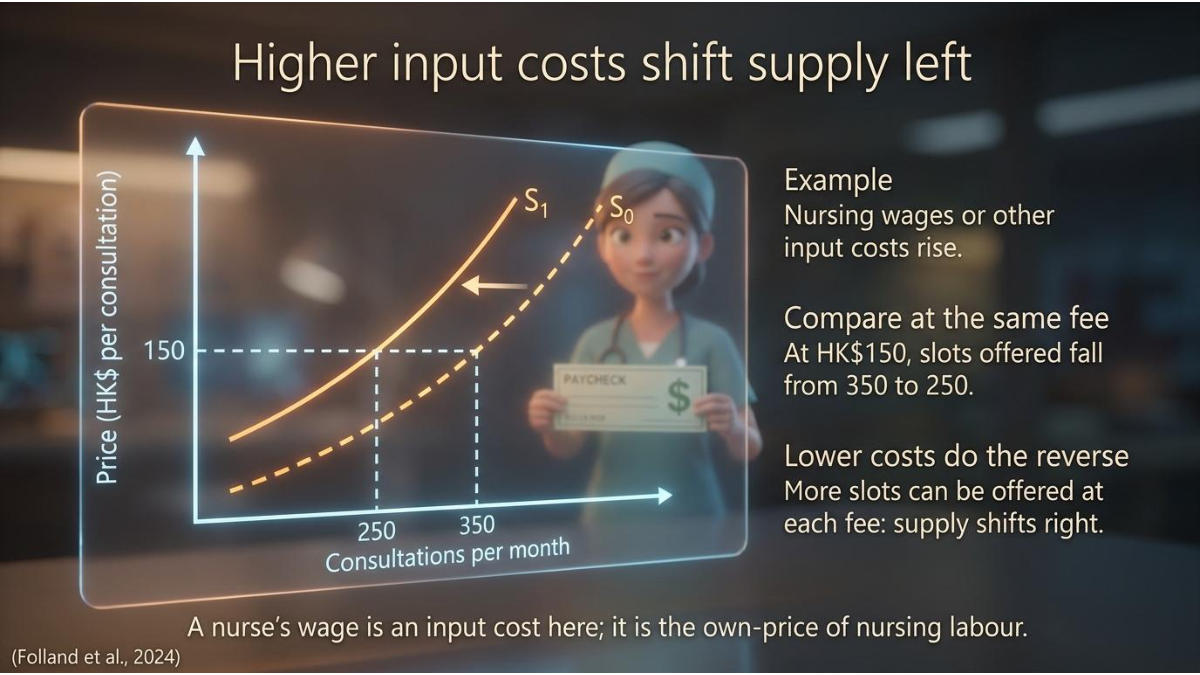 Higher input costs shift supply left
Price (HK$ per consultation)
S1
S0
150
250
350
Consultations per month
PAYCHECK
$
Example
Nursing wages or other
input costs rise.
Compare at the same fee
At HK$150, slots offered fall
from 350 to 250.
Lower costs do the reverse
More slots can be offered at
each fee: supply shifts right.
A nurse’s wage is an input cost here; it is the own-price of nursing labour.
(Folland et al., 2024)